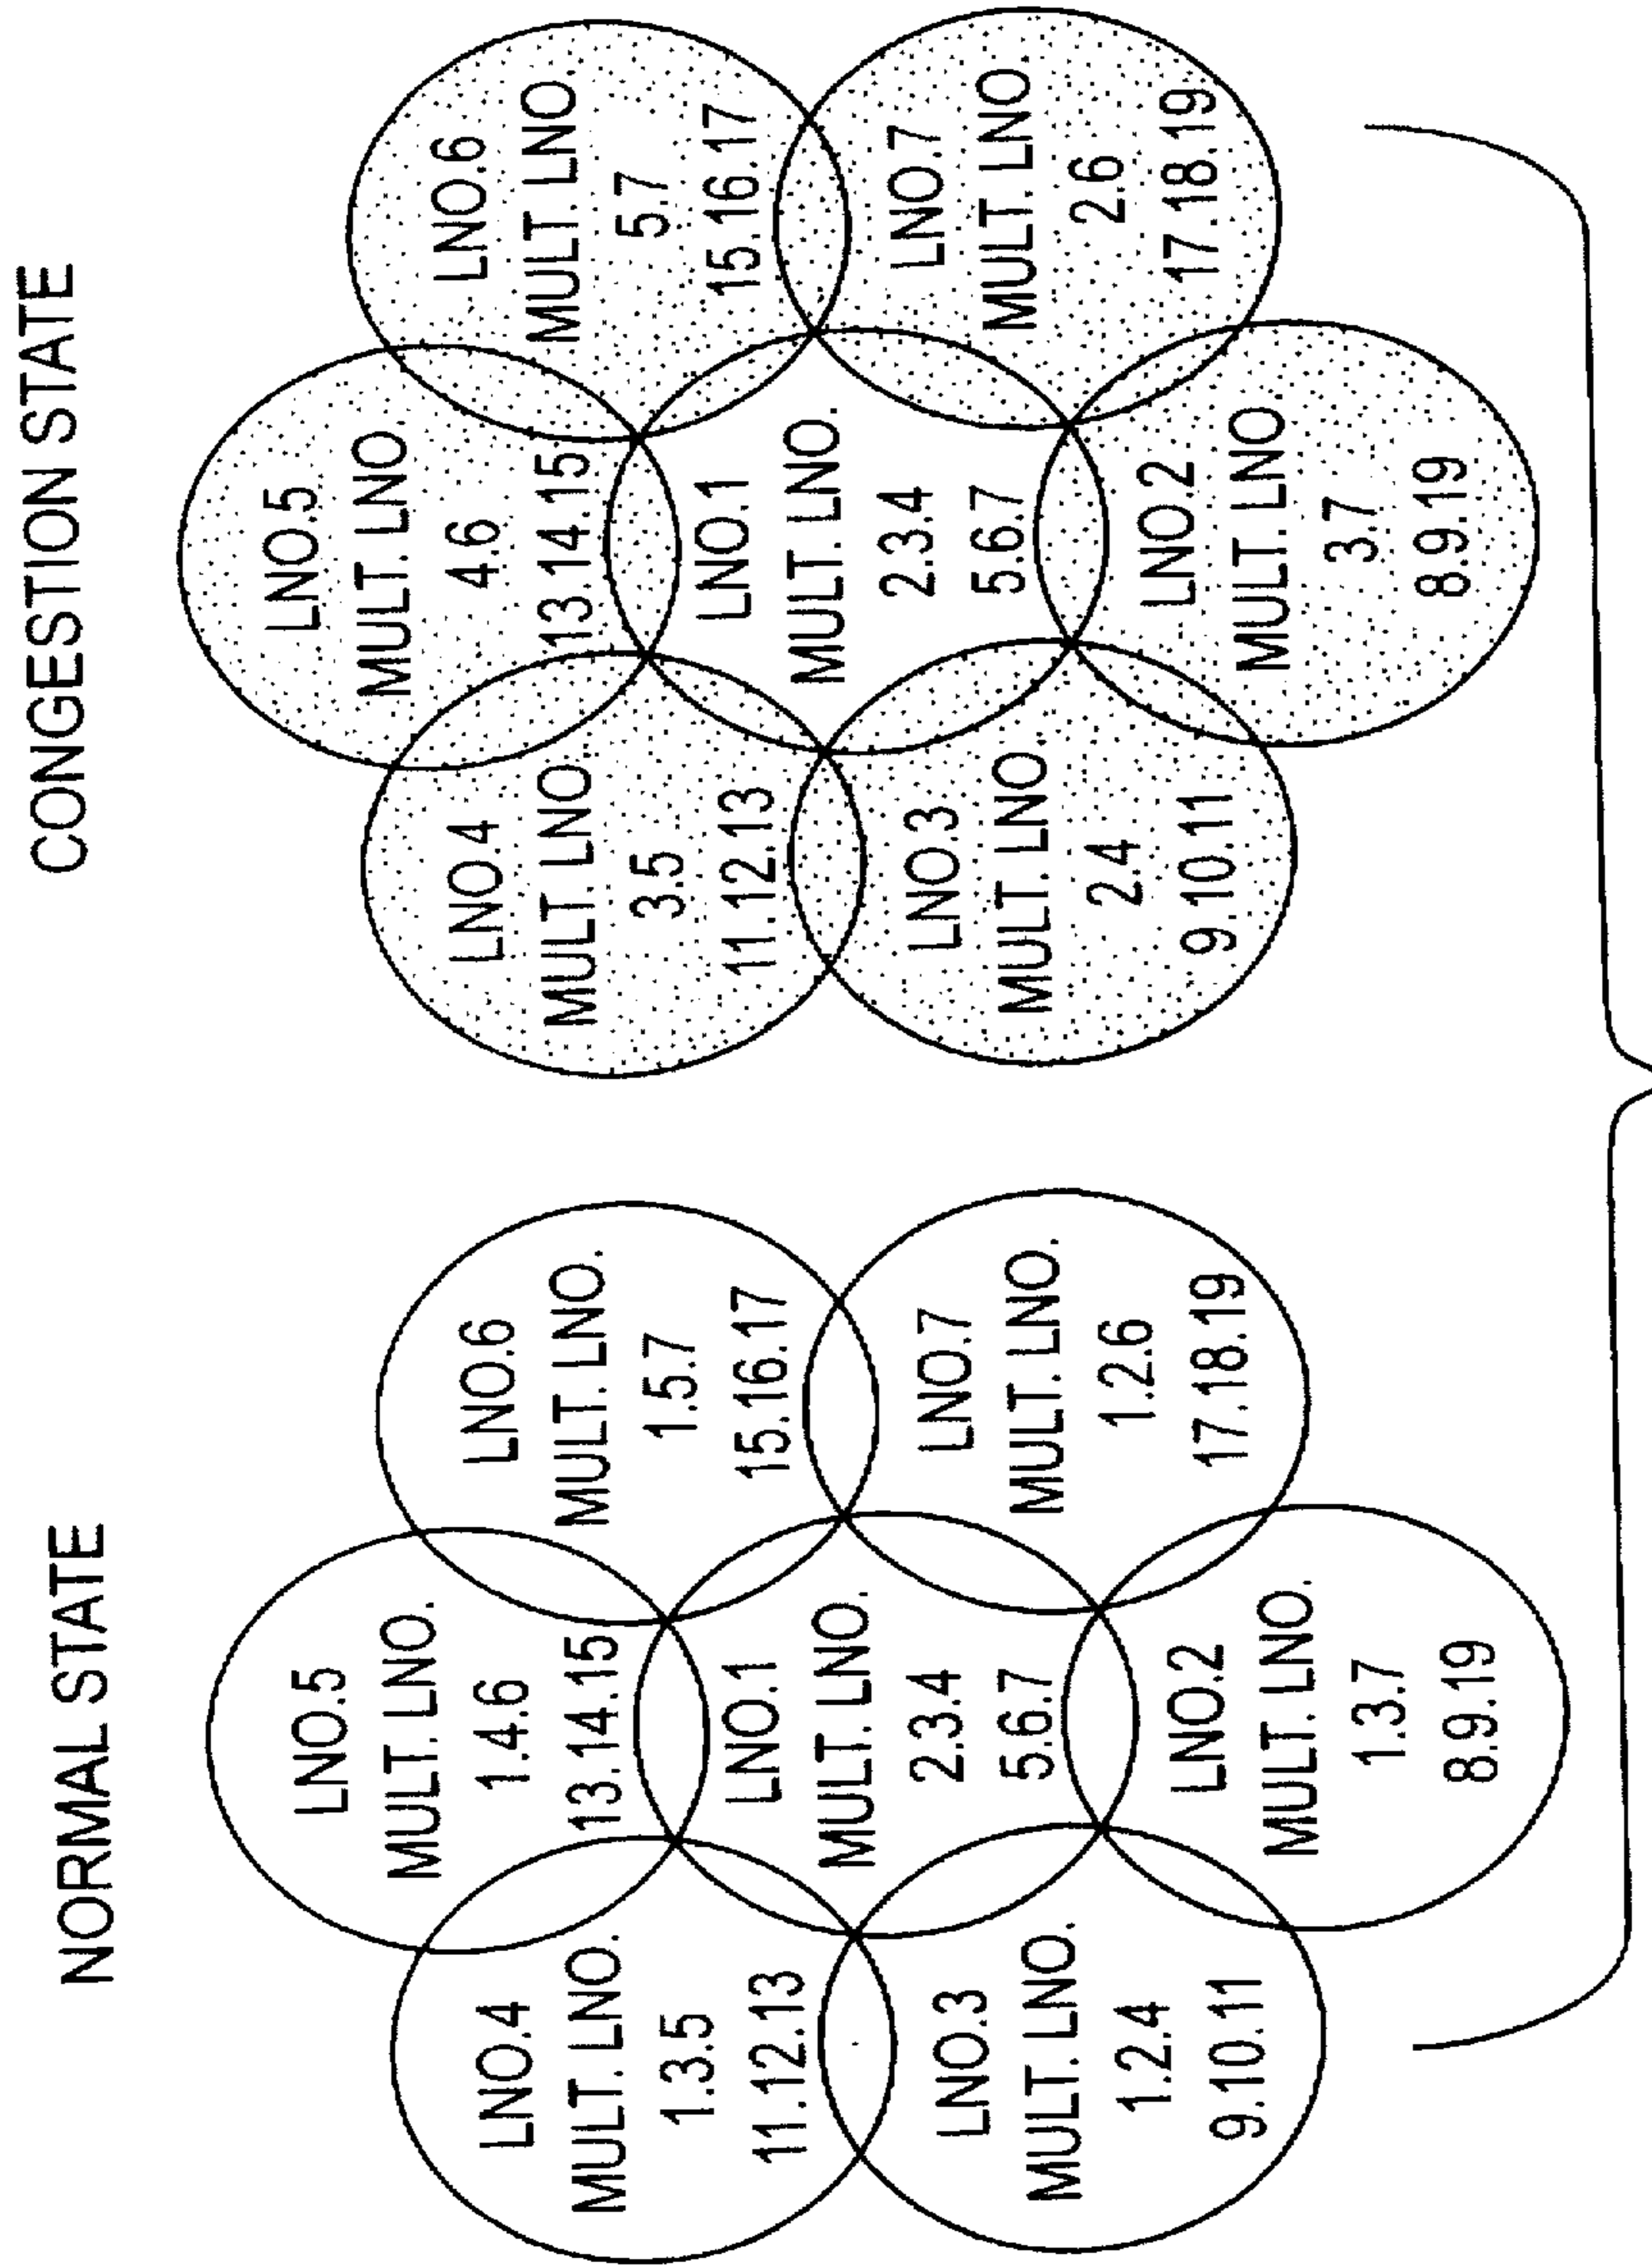 NORMAL STATE
LNO.5
MULT. LNO.
1.4.6
13.14.15
LNO.4
MULT. LNO.
1.3.5
11.12.13
LNO.6
MULT. LNO.
1.5.7
15.16.17
LNO.1
MULT. LNO.
2.3.4
5.6.7
LNO.3
MULT. LNO.
1.2.4
9.10.11
LNO.7
MULT. LNO.
1.2.6
17.18.19
LNO.2
MULT. LNO.
1.3.7
8.9.19
CONGESTION STATE
LNO.5
MULT. LNO
4.6
13.14.15
LNO.4
MULT. LNO
3.5
11.12.13
LNO.6
MULT. LNO
5.7
15.16.17
LNO.1
MULT. LNO.
2.3.4
5.6.7
LNO.3
MULT. LNO
2.4
9.10.11
LNO.7
MULT. LNO
2.6
17.18.19
LNO.2
MULT. LNO
3.7
8.9.19